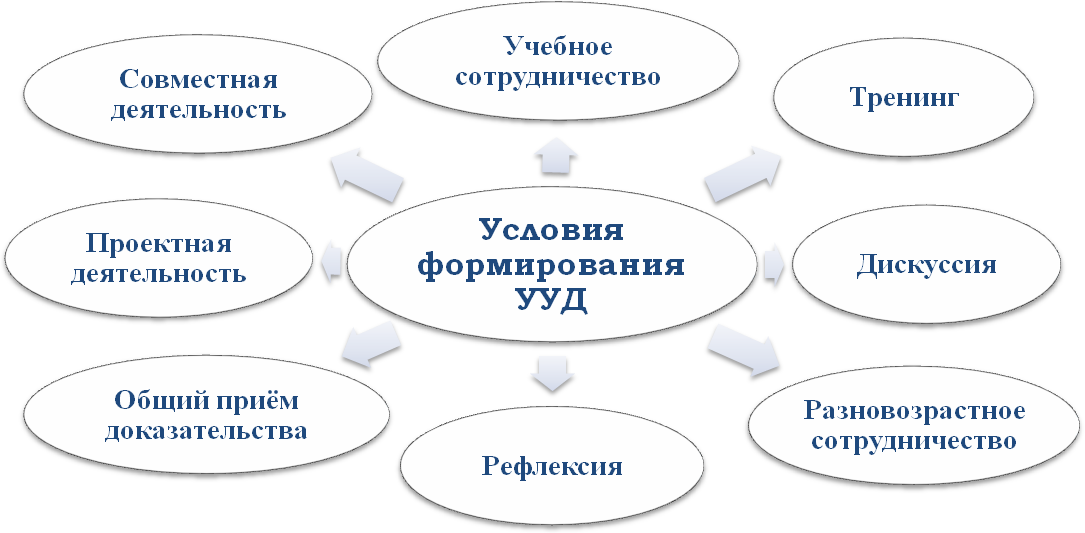 Учебное
сотрудничество
Совместная
деятельность
Тренинг
Проектная
деятельность
Условия
формирования
УУД
Дискуссия
Общий приём
доказательства
Рефлексия
Разновозрастное
сотрудничество